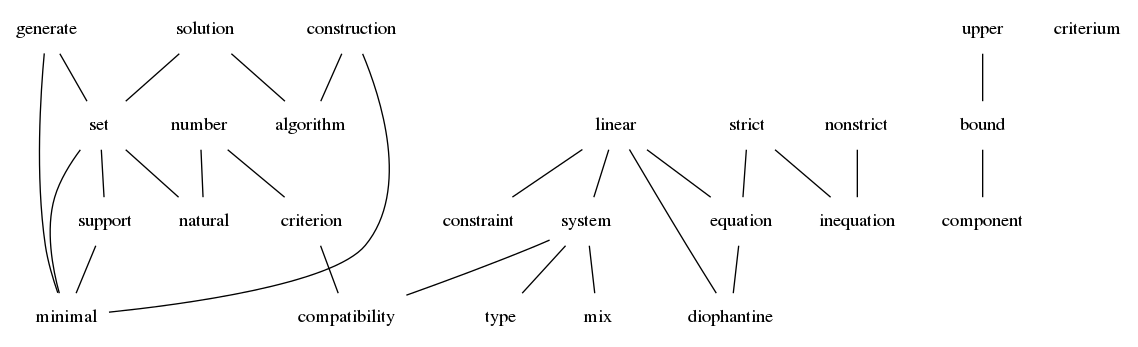 generate solution construction upper criterium
set number algorithm linear strict nonstrict bound
support natural criterion constraint system equation inequation component
minimal compatibility type mix diophantine